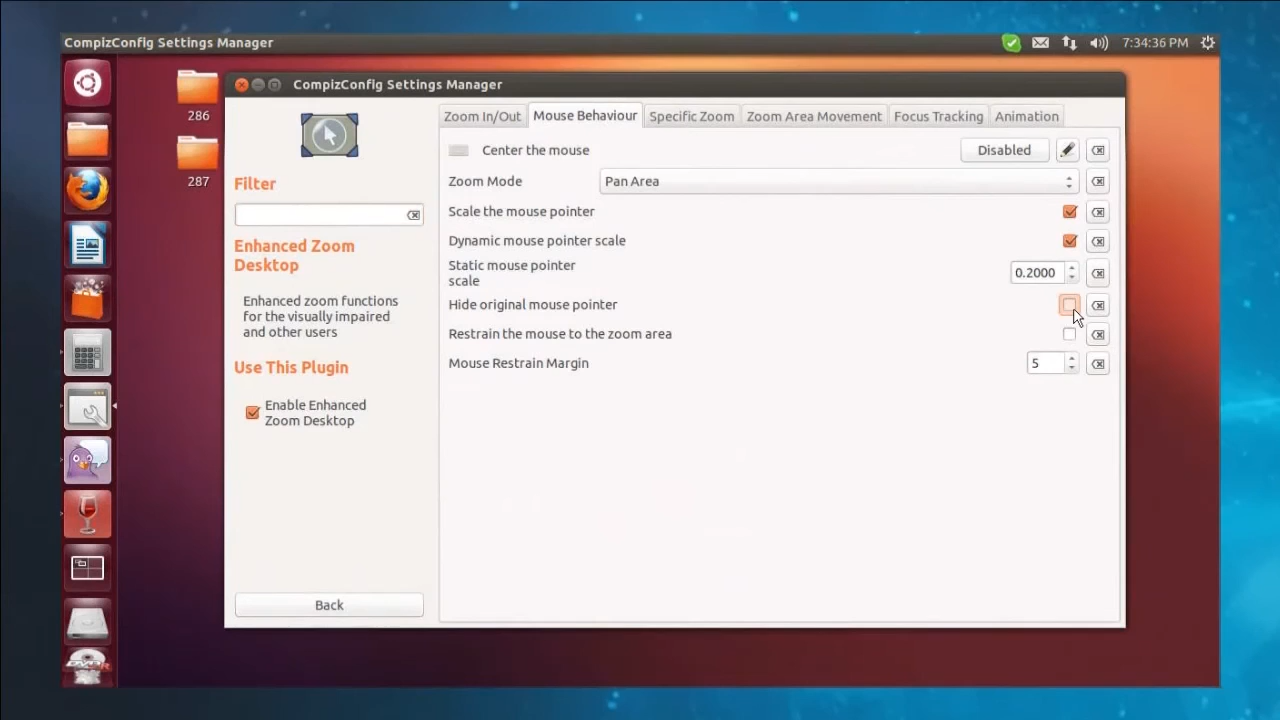 CompizConfig Settings Manager
7:34:36 PM
286
287
CompizConfig Settings Manager
Filter
Enhanced Zoom
Desktop
Enhanced zoom functions
for the visually impaired
and other users
Use This Plugin
Enable Enhanced
Zoom Desktop
Back
Zoom In/Out
Mouse Behaviour
Specific Zoom
Zoom Area Movement
Focus Tracking
Animation
Center the mouse
Disabled
Zoom Mode
Pan Area
Scale the mouse pointer
Dynamic mouse pointer scale
Static mouse pointer
scale
0.2000
Hide original mouse pointer
Restrain the mouse to the zoom area
Mouse Restrain Margin
5